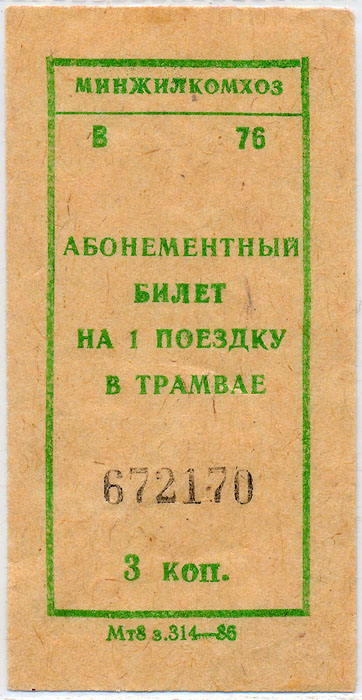 МИНЖИЛКОМХОЗ
В 76
АБОНЕМЕНТНЫЙ
БИЛЕТ
НА 1 ПОЕЗДКУ
В ТРАМВАЕ
672170
3 КОП.
Мт8 з.314—86